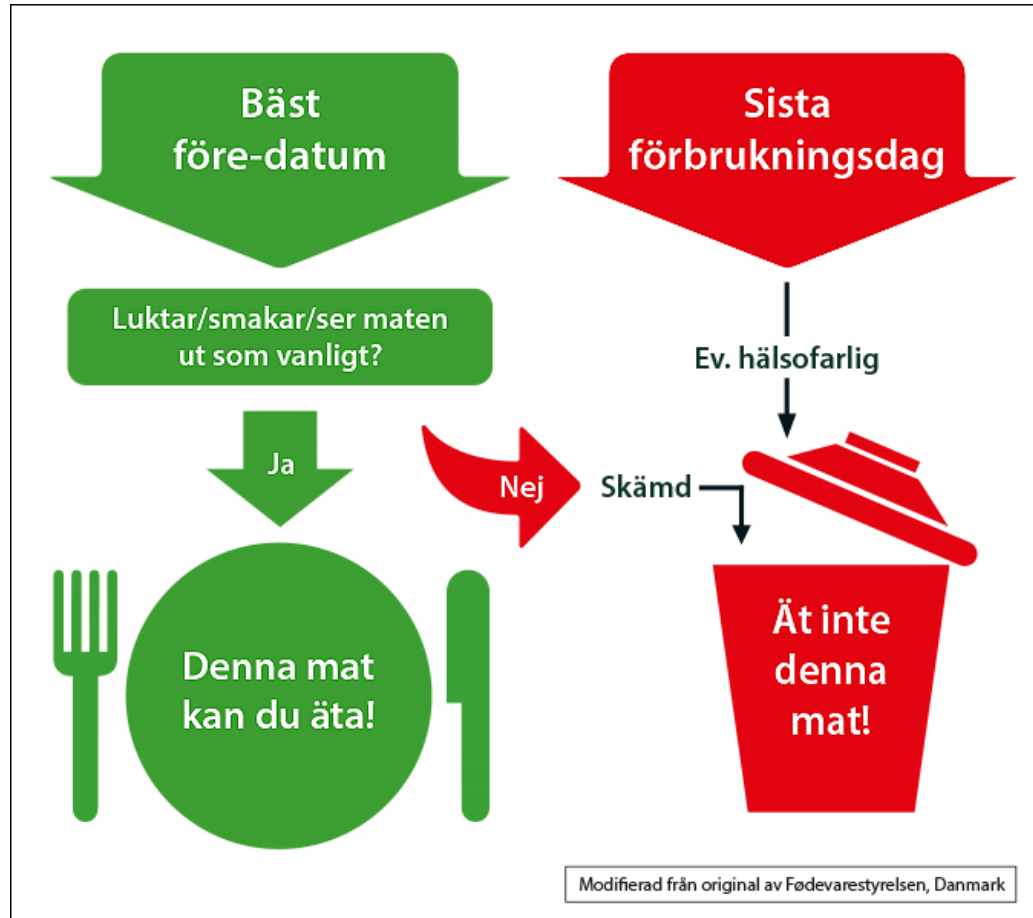 Bäst
före-datum
Sista
förbrukningsdag
Luktar/smakar/ser maten
ut som vanligt?
Ev. hälsofarlig
Ja
Nej
Skämd
Denna mat
kan du äta!
Ät inte
denna
mat!
Modifierad från original av Fødevarestyrelsen, Danmark